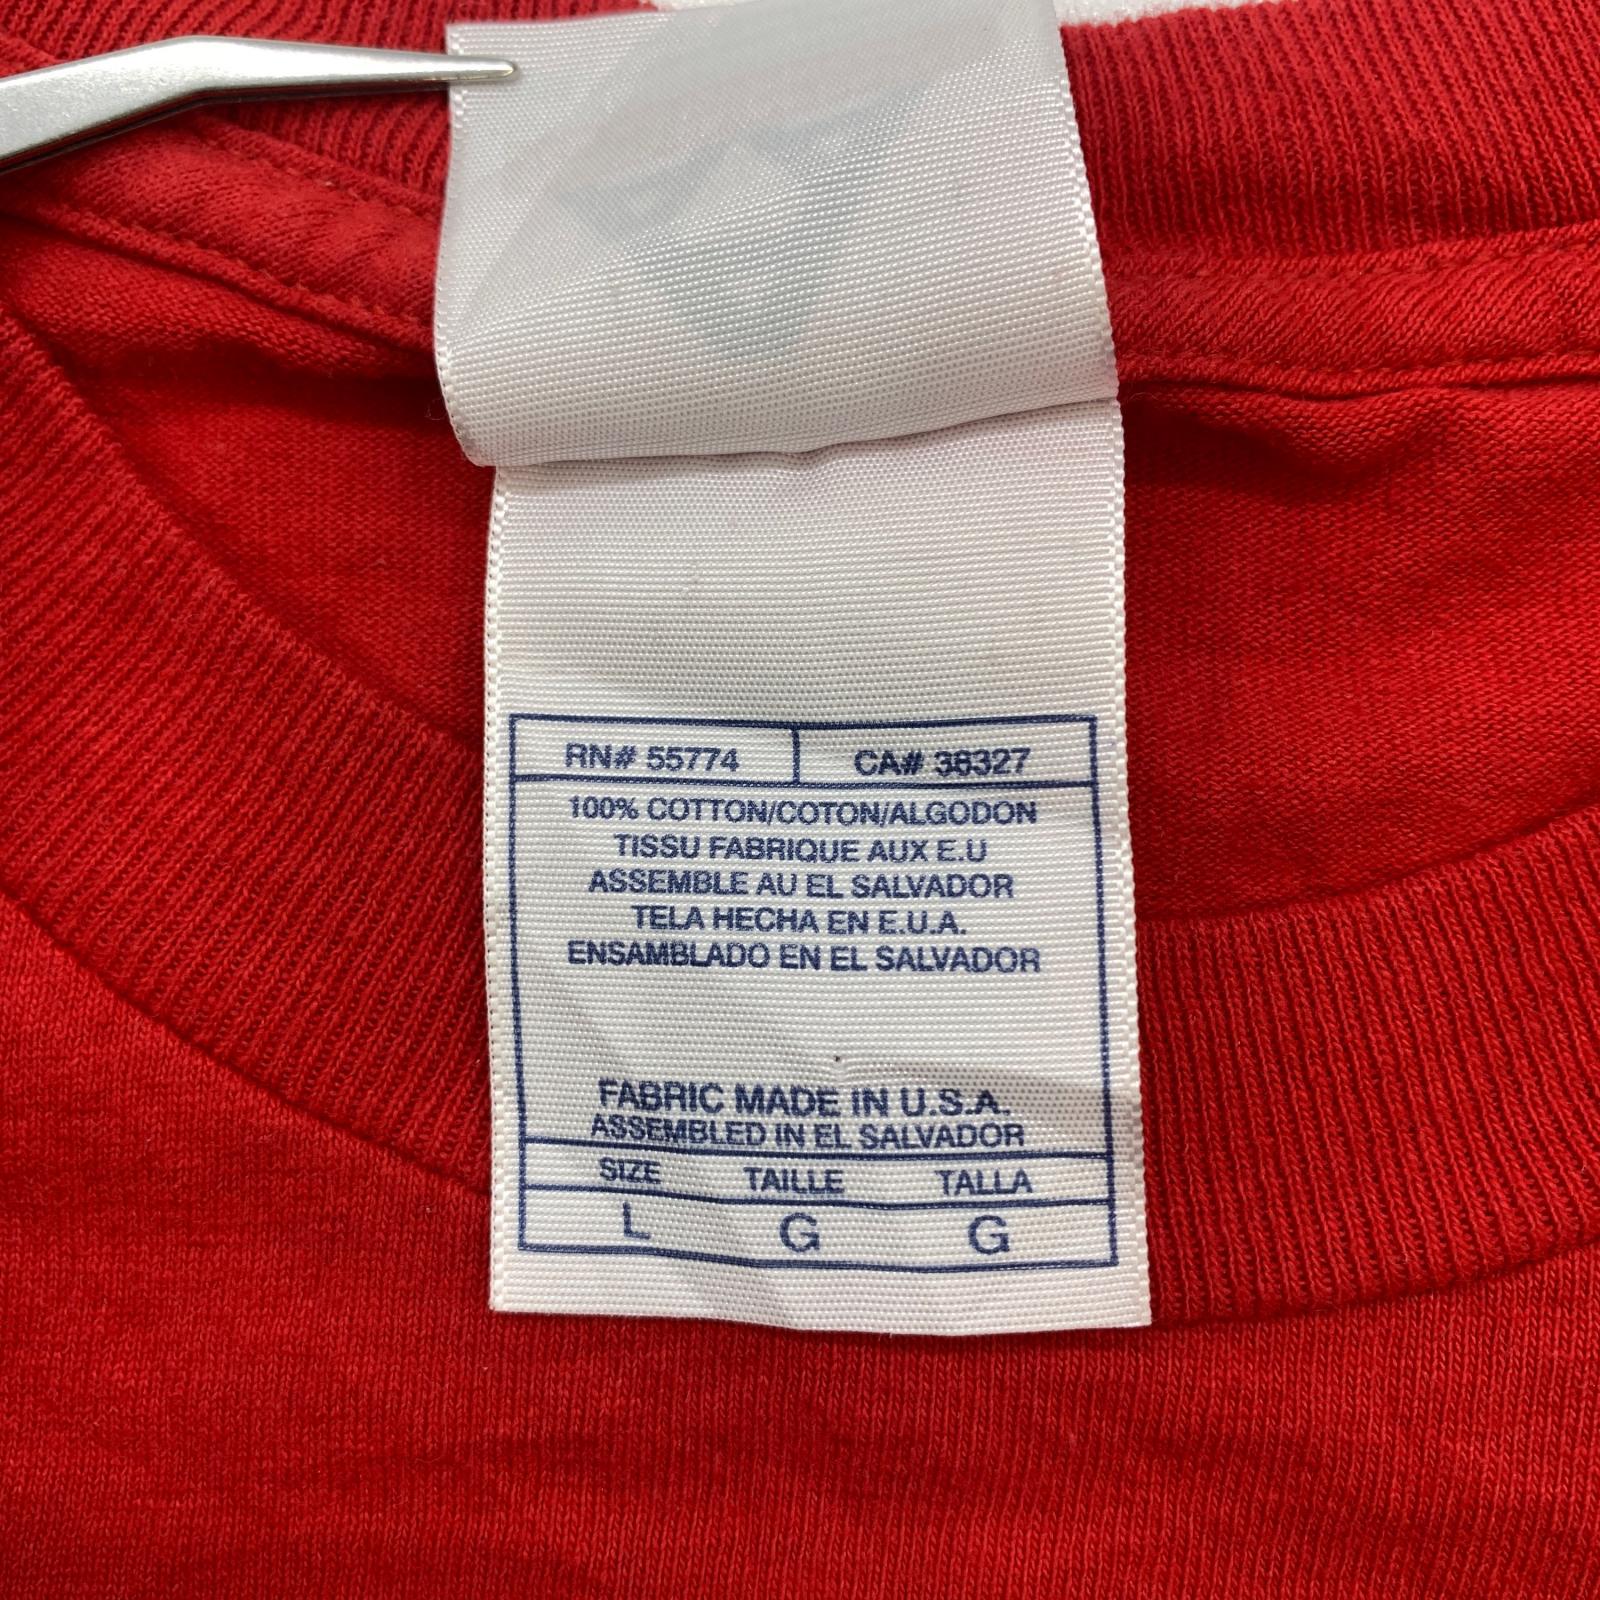 RN# 55774 CA# 38327
100% COTTON/COTON/ALGODON
TISSU FABRIQUE AUX E.U
ASSEMBLE AU EL SALVADOR
TELA HECHA EN E.U.A.
ENSAMBLADO EN EL SALVADOR
FABRIC MADE IN U.S.A.
ASSEMBLED IN EL SALVADOR
SIZE TAILLE TALLA
L G G